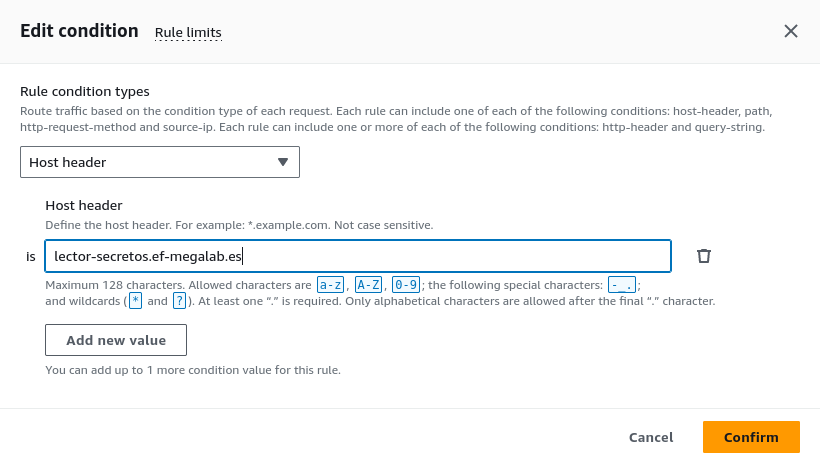 Edit condition Rule limits
Rule condition types
Route traffic based on the condition type of each request. Each rule can include one of each of the following conditions: host-header, path,
http-request-method and source-ip. Each rule can include one or more of each of the following conditions: http-header and query-string.
Host header
Host header
Define the host header. For example: *.example.com. Not case sensitive.
is lector-secretos.ef-megalab.es
Maximum 128 characters. Allowed characters are a-z, A-Z, 0-9; the following special characters: -_.;
and wildcards (* and ?). At least one “.” is required. Only alphabetical characters are allowed after the final “.” character.
Add new value
You can add up to 1 more condition value for this rule.
Cancel Confirm